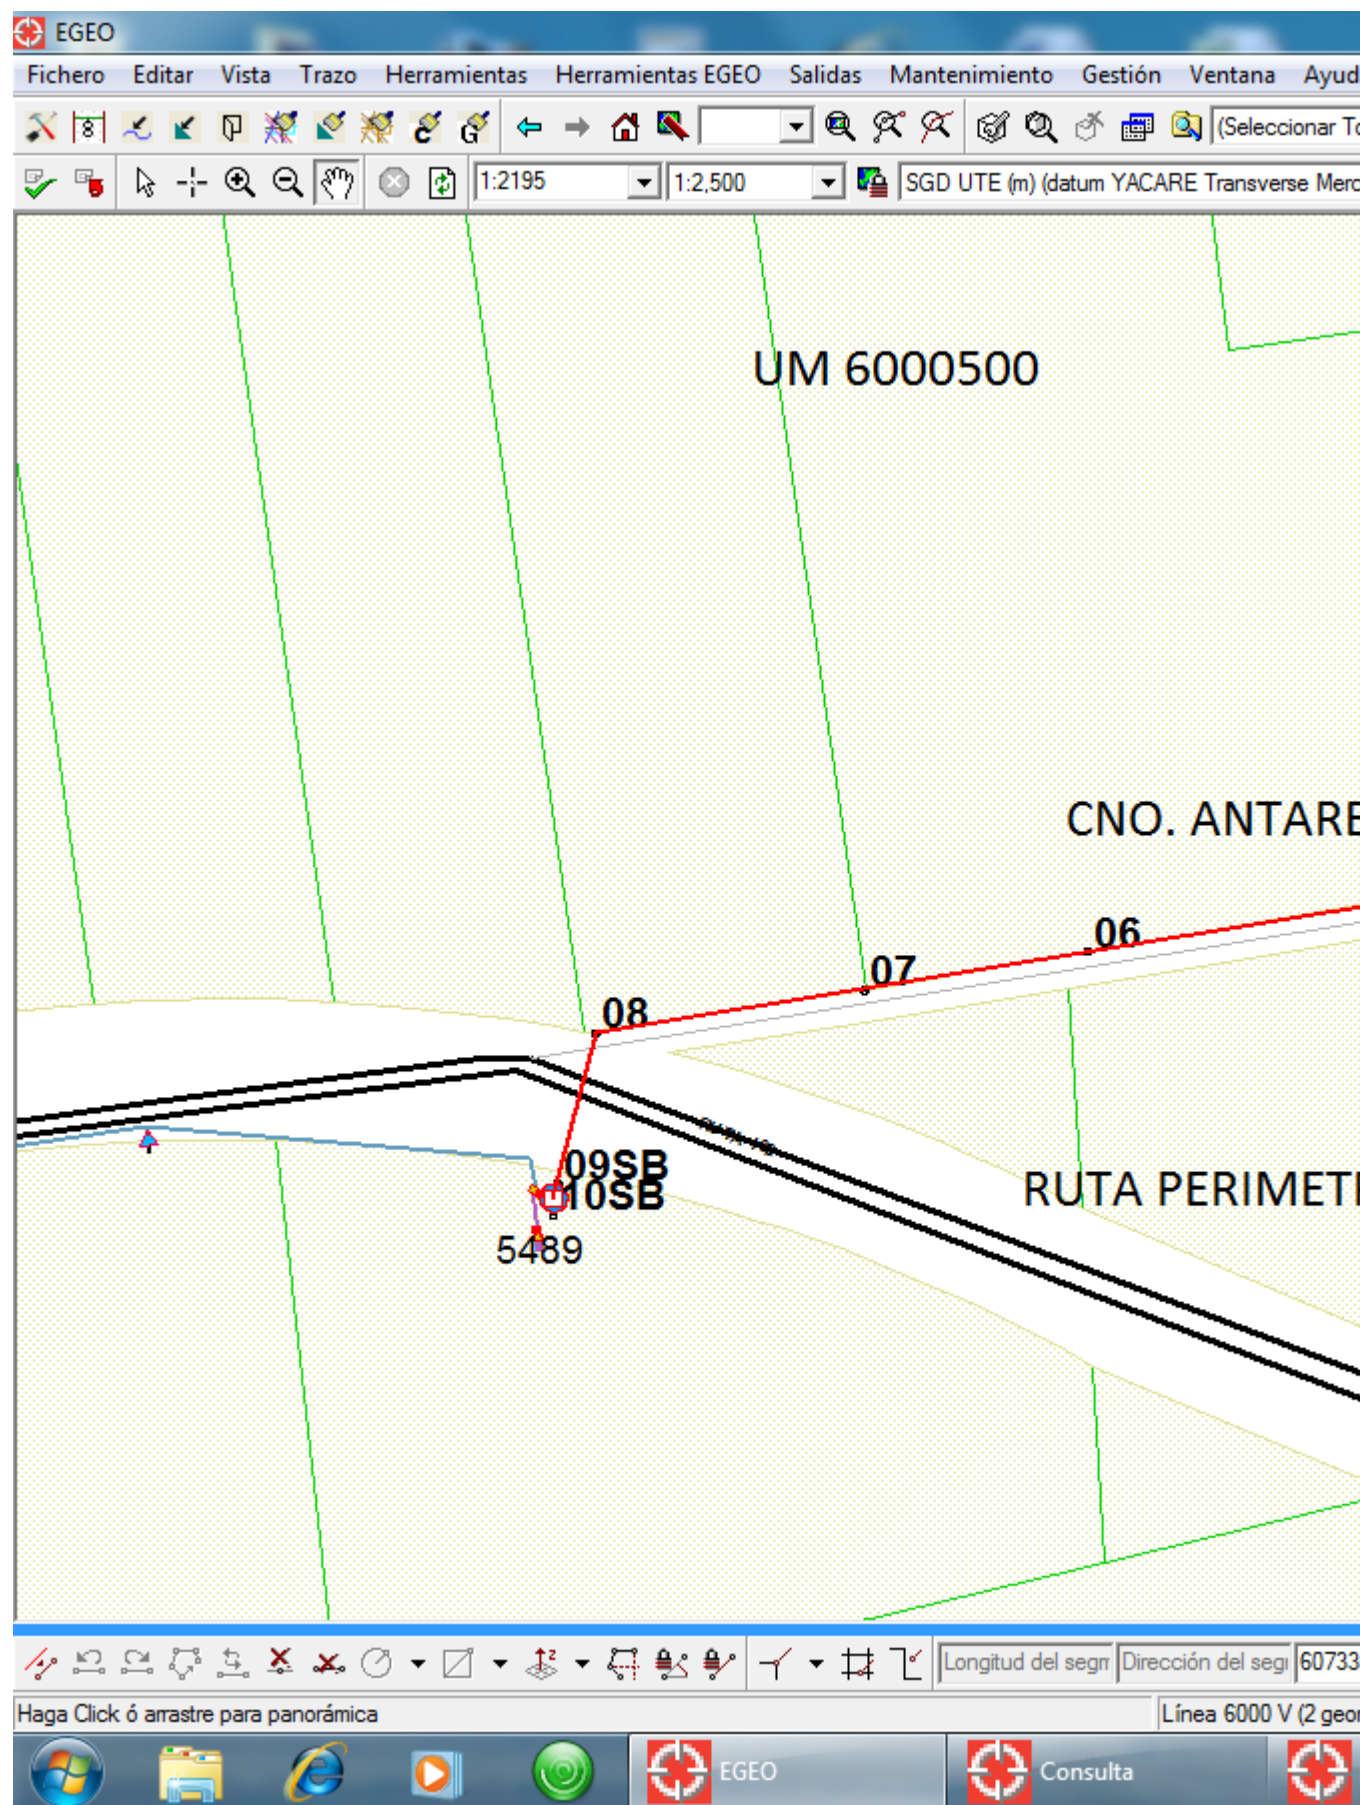 EGEO
Fichero Editar Vista Trazo Herramientas Herramientas EGEO Salidas Mantenimiento Gestión Ventana Ayud
(Seleccionar To
1:2195 1:2,500 SGD UTE (m) (datum YACARE Transverse Merc
UM 6000500
CNO. ANTARE
06
07
08
09SB
10SB
RUTA PERIMET
5489
Longitud del segm Dirección del segi 60733
Haga Click ó arrastre para panorámica Línea 6000 V (2 geor
EGEO Consulta